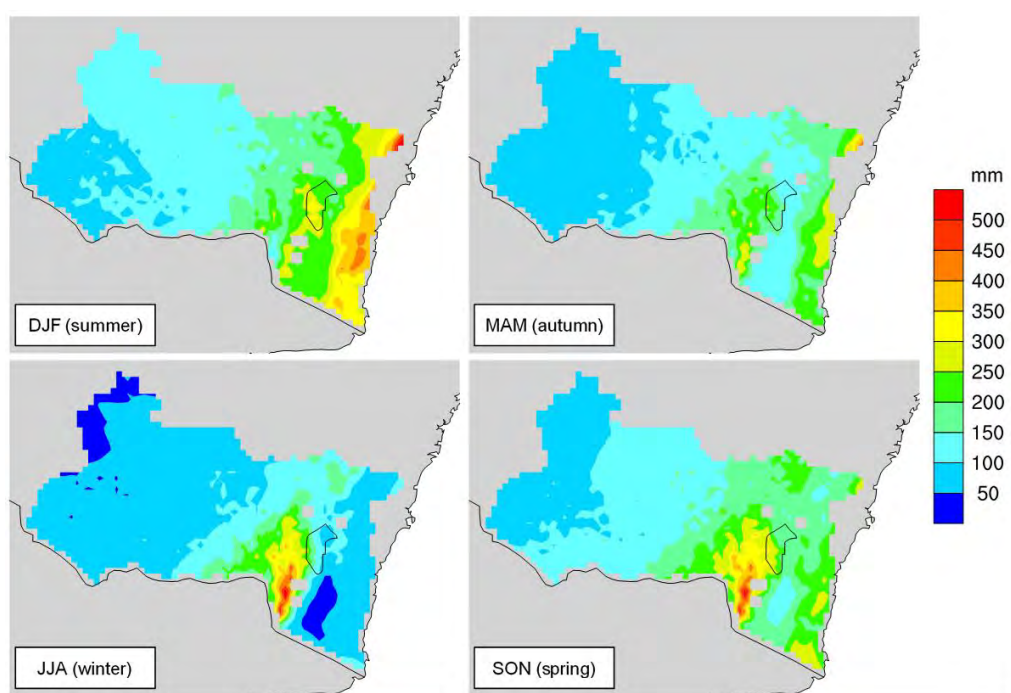 DJF (summer)
MAM (autumn)
JJA (winter)
SON (spring)
mm
500
450
400
350
300
250
200
150
100
50